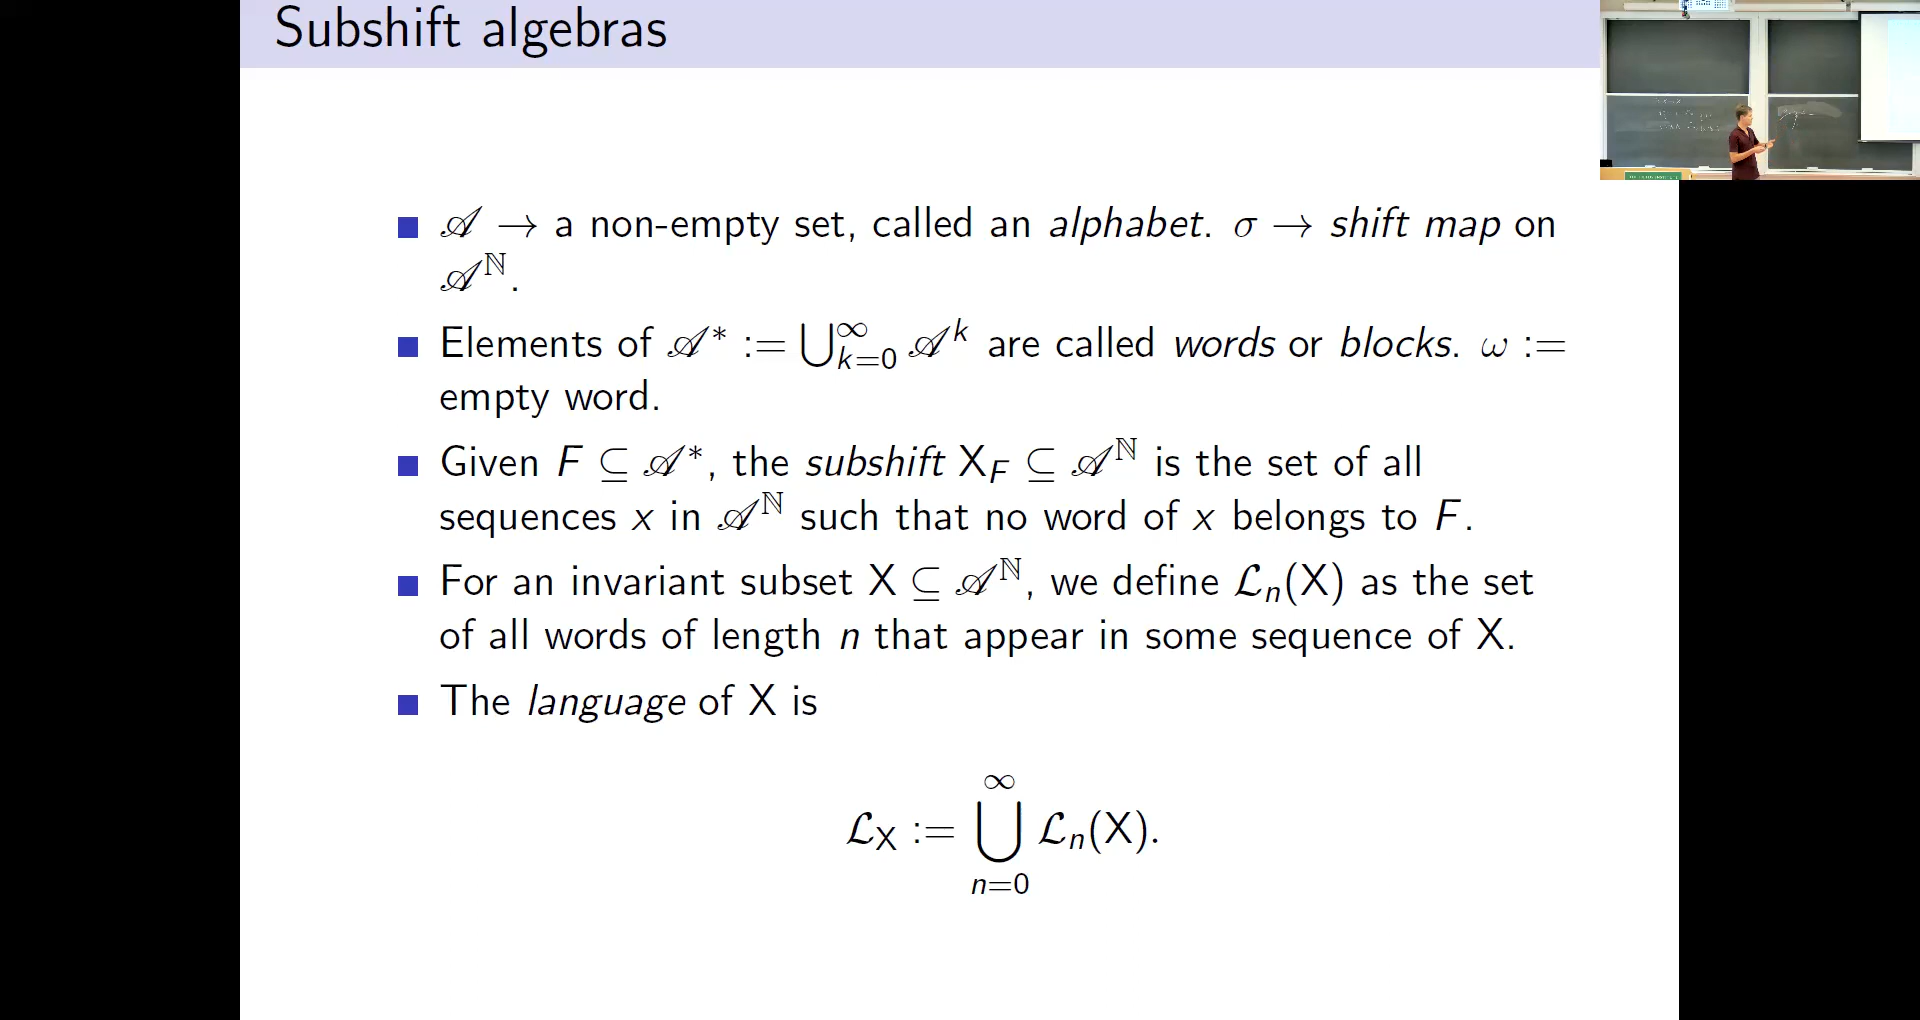 Subshift algebras
𝒜 → a non-empty set, called an alphabet. σ → shift map on
𝒜^ℕ.
Elements of 𝒜* := ⋃_{k=0}^{∞} 𝒜^k are called words or blocks. ω :=
empty word.
Given F ⊆ 𝒜*, the subshift X_F ⊆ 𝒜^ℕ is the set of all
sequences x in 𝒜^ℕ such that no word of x belongs to F.
For an invariant subset X ⊆ 𝒜^ℕ, we define ℒ_n(X) as the set
of all words of length n that appear in some sequence of X.
The language of X is
ℒ_X := ⋃_{n=0}^{∞} ℒ_n(X).